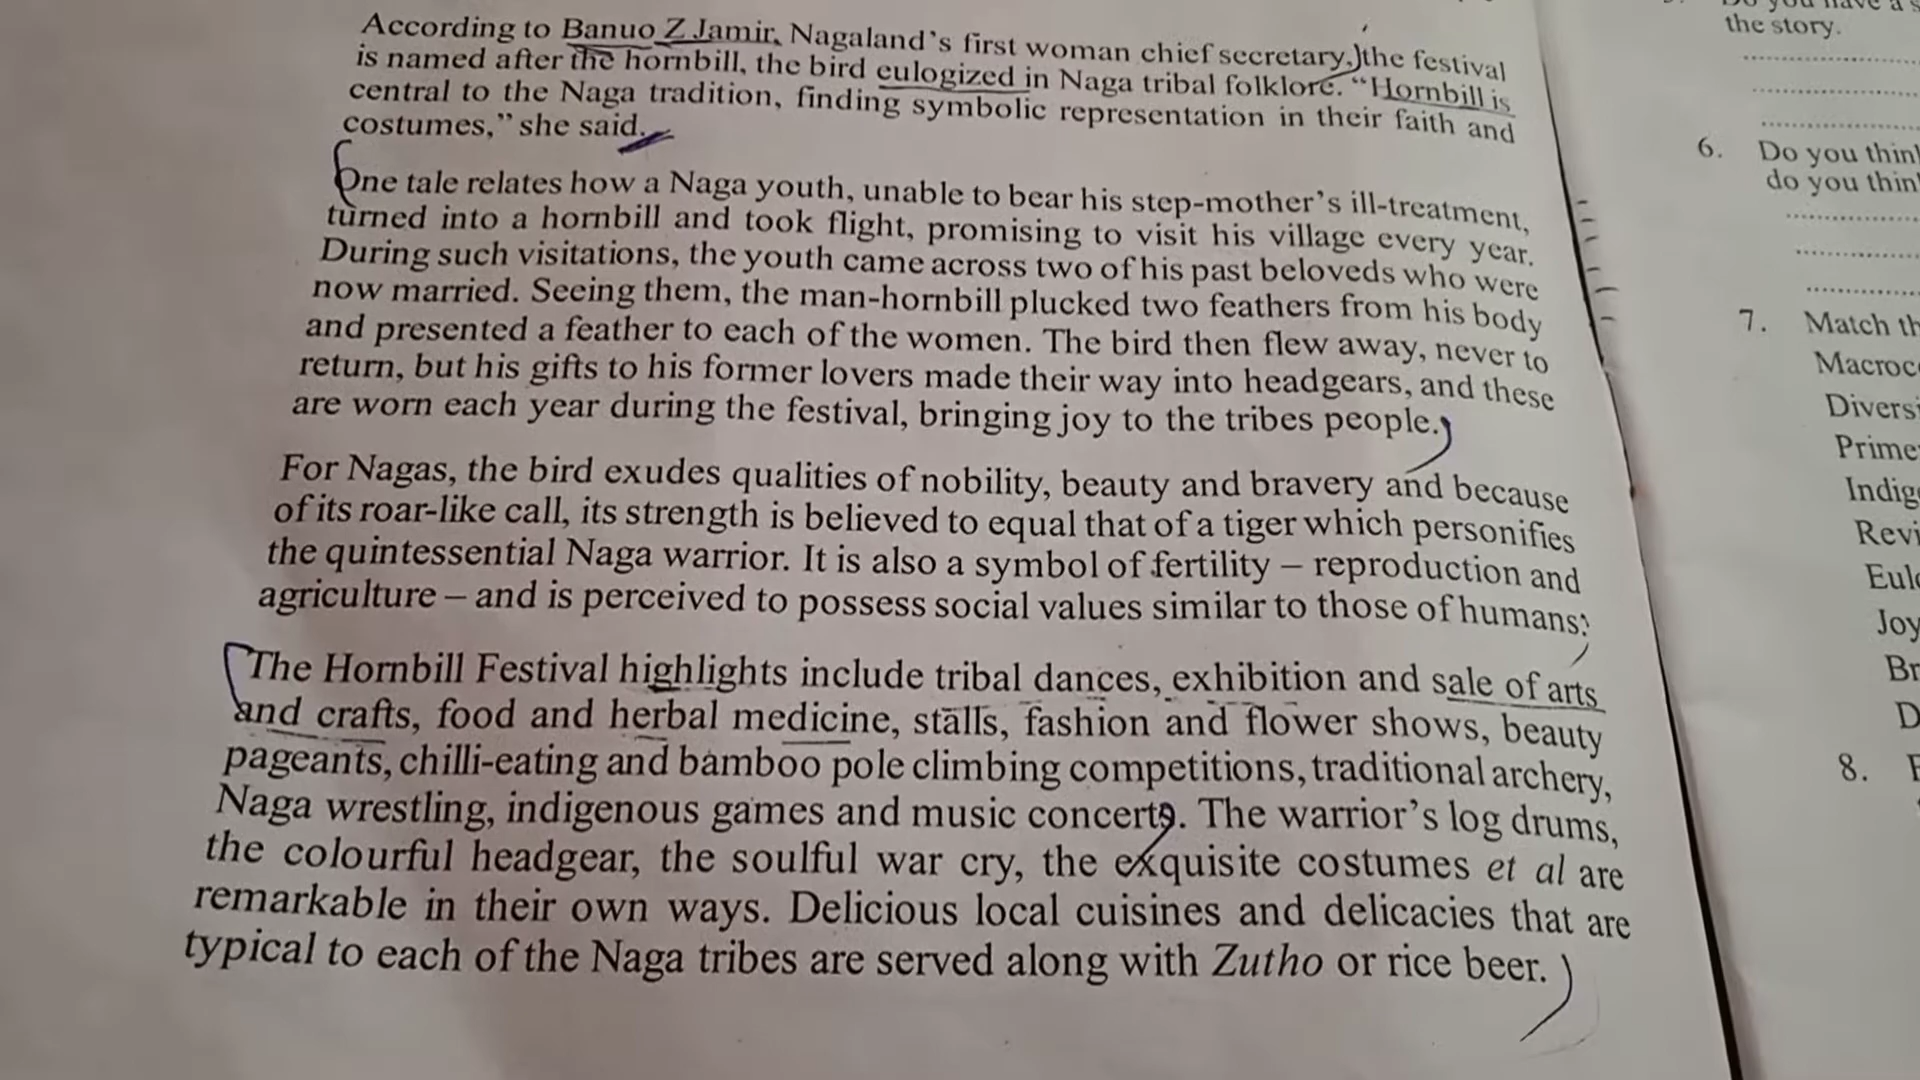 According to Banuo Z Jamir, Nagaland's first woman chief secretary, the festival
is named after the hornbill, the bird eulogized in Naga tribal folklore. "Hornbill is
central to the Naga tradition, finding symbolic representation in their faith and
costumes," she said.
One tale relates how a Naga youth, unable to bear his step-mother's ill-treatment,
turned into a hornbill and took flight, promising to visit his village every year.
During such visitations, the youth came across two of his past beloveds who were
now married. Seeing them, the man-hornbill plucked two feathers from his body
and presented a feather to each of the women. The bird then flew away, never to
return, but his gifts to his former lovers made their way into headgears, and these
are worn each year during the festival, bringing joy to the tribes people.
For Nagas, the bird exudes qualities of nobility, beauty and bravery and because
of its roar-like call, its strength is believed to equal that of a tiger which personifies
the quintessential Naga warrior. It is also a symbol of fertility – reproduction and
agriculture – and is perceived to possess social values similar to those of humans.
The Hornbill Festival highlights include tribal dances, exhibition and sale of arts
and crafts, food and herbal medicine, stalls, fashion and flower shows, beauty
pageants, chilli-eating and bamboo pole climbing competitions, traditional archery,
Naga wrestling, indigenous games and music concerts. The warrior's log drums,
the colourful headgear, the soulful war cry, the exquisite costumes et al are
remarkable in their own ways. Delicious local cuisines and delicacies that are
typical to each of the Naga tribes are served along with Zutho or rice beer.
the story.
6. Do you
do you
7. Match
Joy
8.